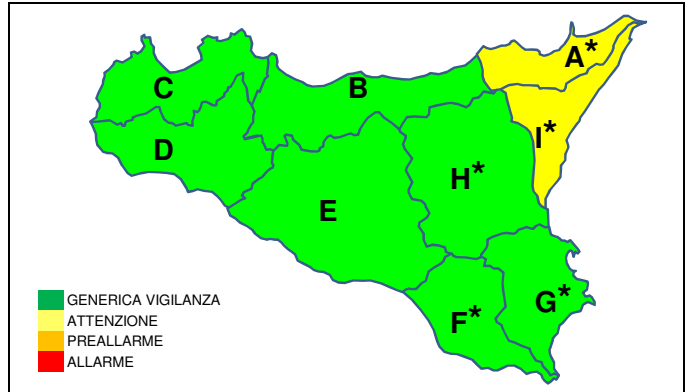 A*
C
B
I*
D
H*
E
G*
F*
GENERICA VIGILANZA
ATTENZIONE
PREALLARME
ALLARME